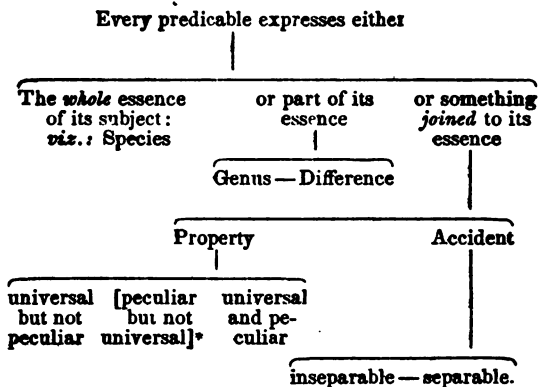 Every predicable expresses either
The whole essence of its subject: viz.: Species
or part of its essence
or something joined to its essence
Genus — Difference
Property
Accident
universal but not peculiar
[peculiar but not universal]*
universal and pe-culiar
inseparable — separable.